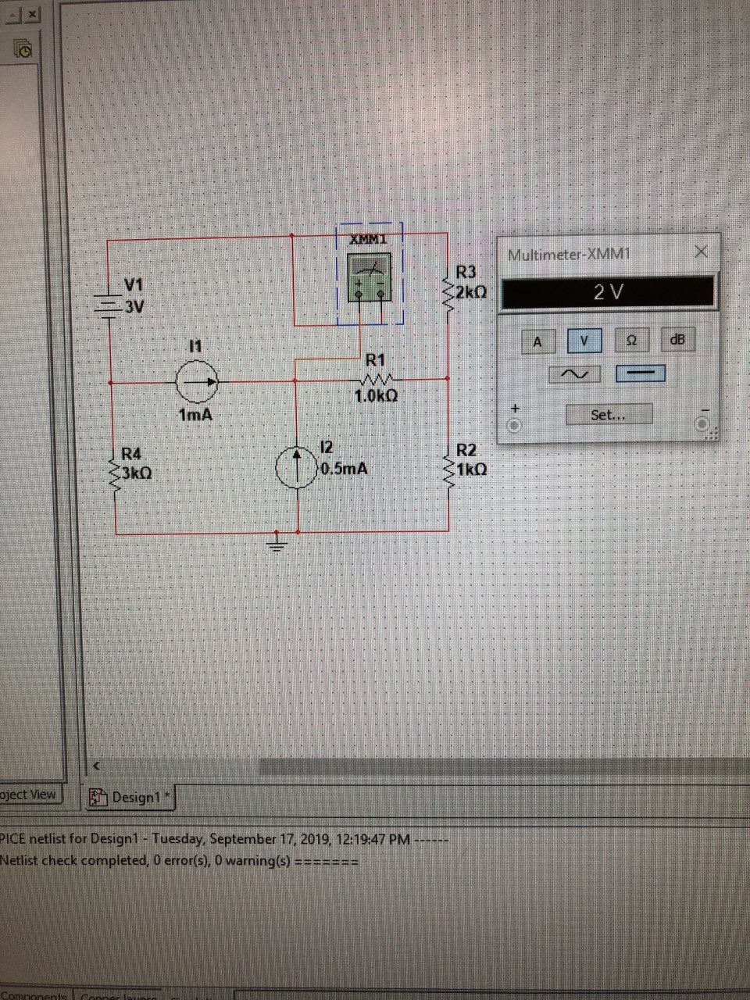 XMM1
Multimeter-XMM1
V1
3V
R3
2kΩ
2 V
A V Ω dB
I1
1mA
R1
1.0kΩ
+ -
Set...
+ -
R4
3kΩ
I2
0.5mA
R2
1kΩ
oject View
Design1 *
PICE netlist for Design1 - Tuesday, September 17, 2019, 12:19:47 PM ------
Netlist check completed, 0 error(s), 0 warning(s) =======
Components